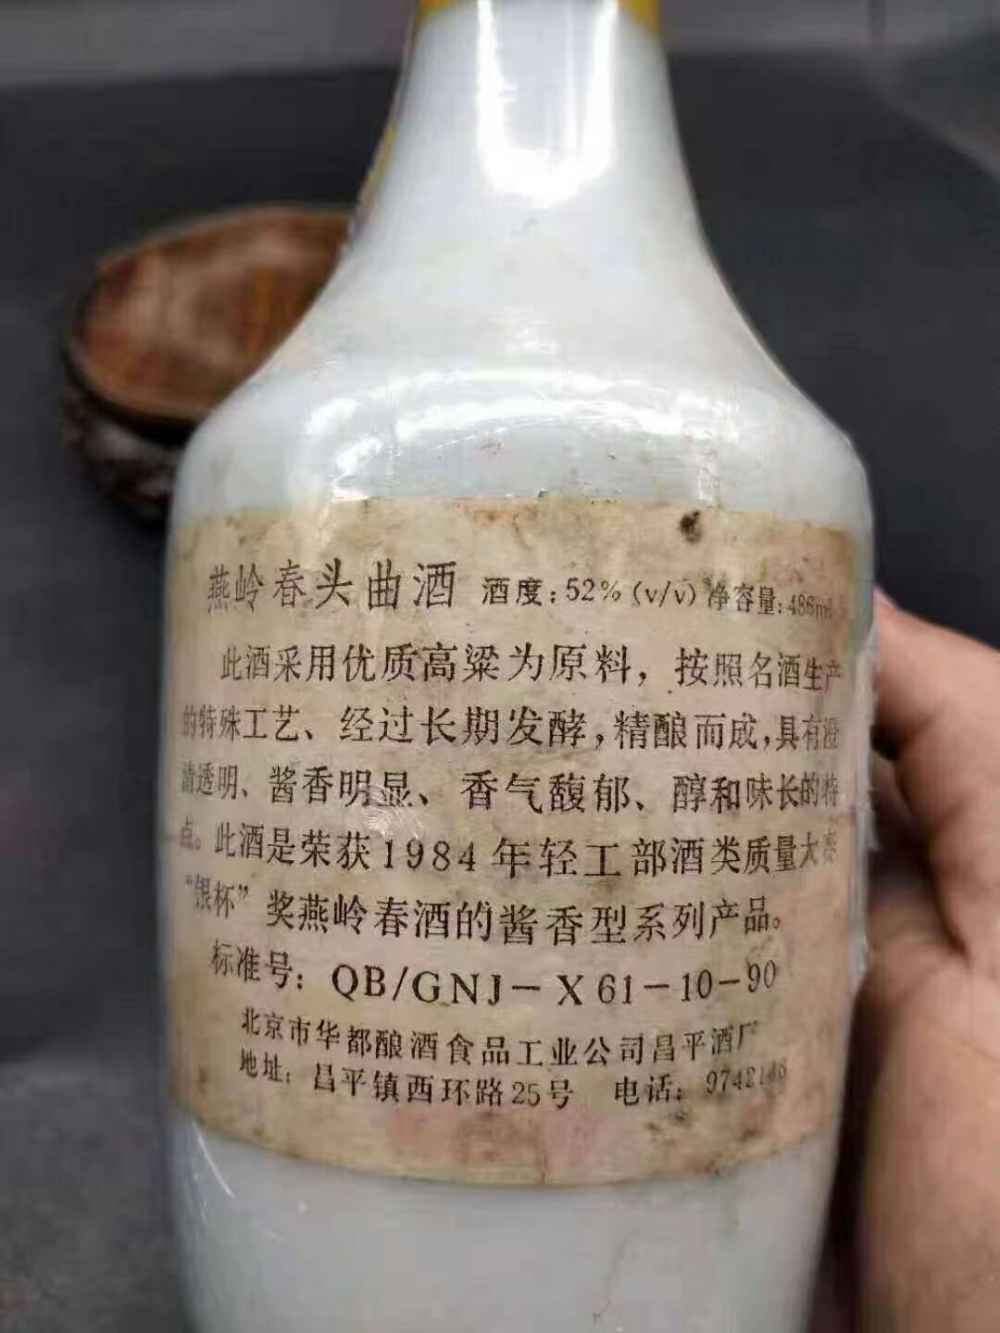 燕岭春头曲酒 酒度:52%(v/v) 净容量:486ml
此酒采用优质高粱为原料，按照名酒生产
的特殊工艺、经过长期发酵,精酿而成,具有澄
清透明、酱香明显、香气馥郁、醇和味长的特
点。此酒是荣获1984年轻工部酒类质量大赛
“银杯”奖燕岭春酒的酱香型系列产品。
标准号：QB/GNJ－X61－10－90
北京市华都酿酒食品工业公司昌平酒厂
地址：昌平镇西环路25号 电话：